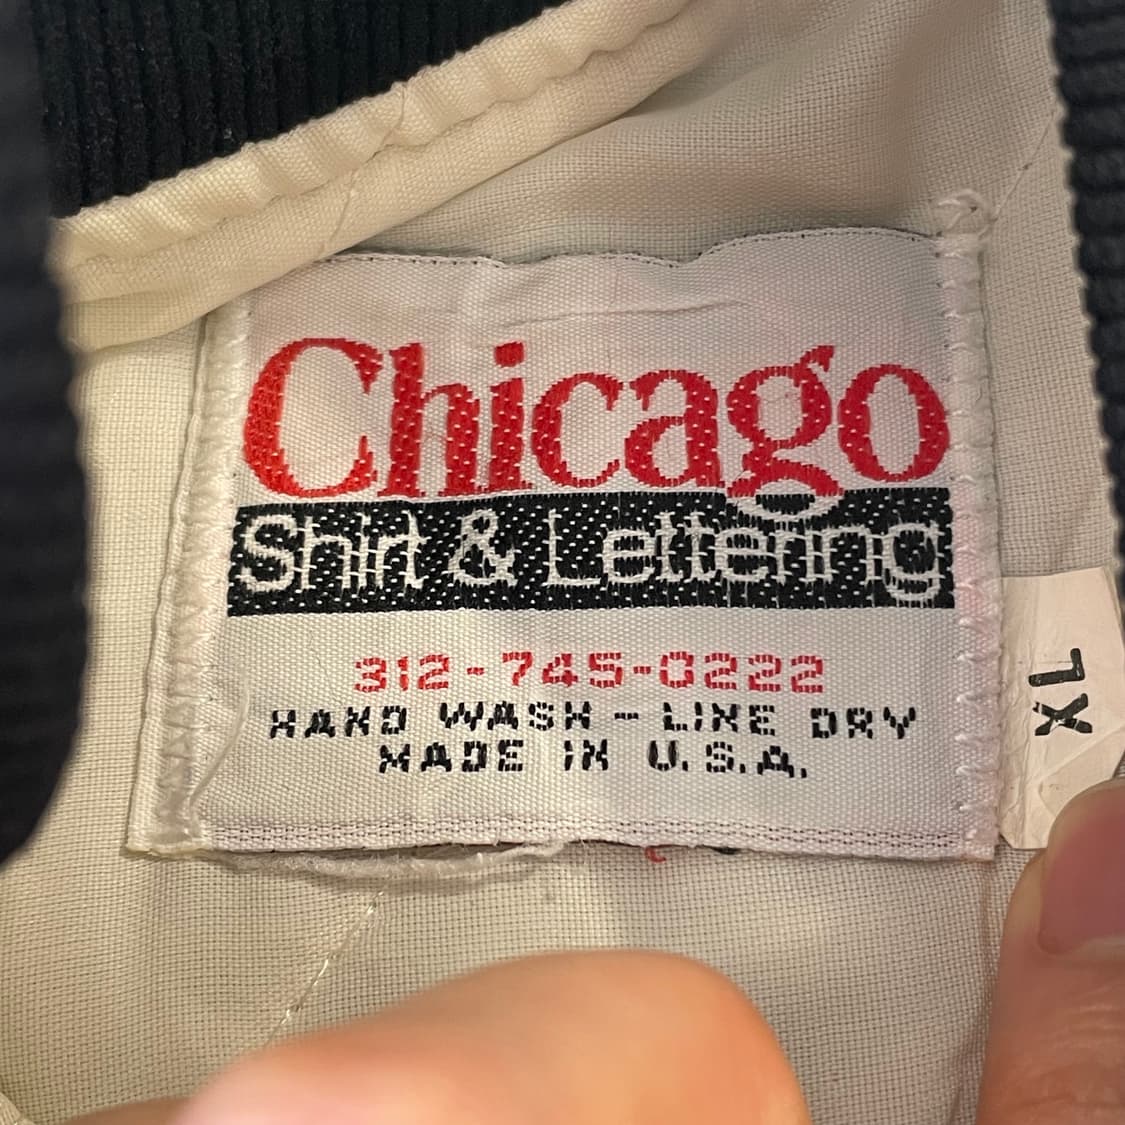 Chicago
Shirt & Lettering
312-745-0222
HAND WASH - LINE DRY
MADE IN U.S.A.
XL